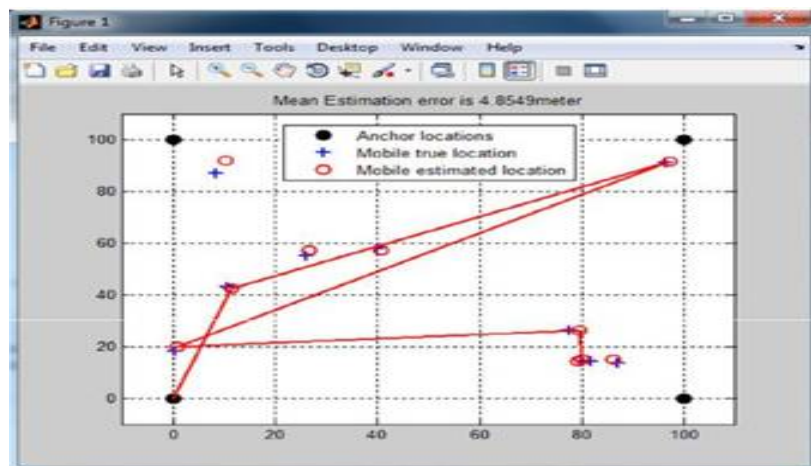 Figure 1
File Edit View Insert Tools Desktop Window Help
Mean Estimation error is 4.8549meter
Anchor locations
Mobile true location
Mobile estimated location
100
80
60
40
20
0
0 20 40 60 80 100